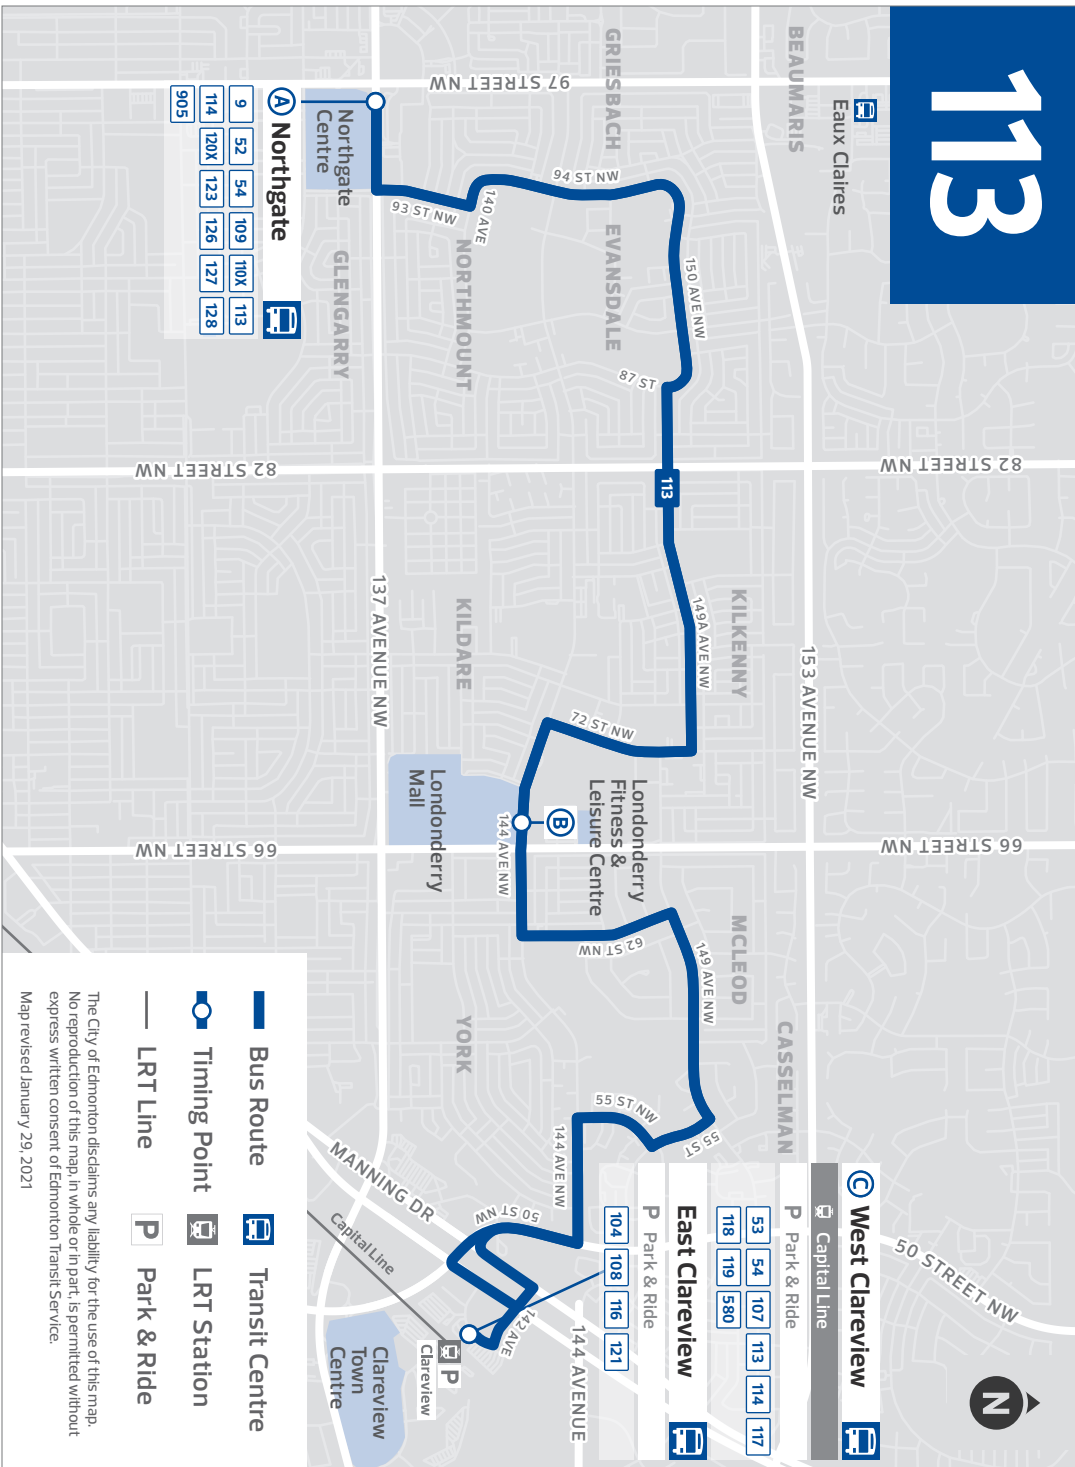 113
BEAUMARIS
Eaux Claires
GRIESBACH
97 STREET NW
A Northgate
9 52 54 109 110X 113
114 120X 123 126 127 128
905
Northgate
Centre
93 ST NW
140 AVE
94 ST NW
150 AVE NW
87 ST
EVANSDALE
NORTHMOUNT
GLENGARRY
82 STREET NW
82 STREET NW
113
KILKENNY
149A AVE NW
KILDARE
137 AVENUE NW
153 AVENUE NW
72 ST NW
Londonderry
Fitness &
Leisure Centre
B
Londonderry
Mall
144 AVE NW
66 STREET NW
66 STREET NW
62 ST NW
MCLEOD
149 AVE NW
CASSELMAN
YORK
55 ST NW
55 ST
144 AVE NW
50 ST NW
MANNING DR
Capital Line
142 AVE
144 AVENUE
50 STREET NW
P
Clareview
Clareview
Town
Centre
C West Clareview
Capital Line
P Park & Ride
53 54 107 113 114 117
118 119 580
East Clareview
P Park & Ride
104 108 116 121
N
Bus Route
Transit Centre
Timing Point
LRT Station
LRT Line
P Park & Ride
The City of Edmonton disclaims any liability for the use of this map.
No reproduction of this map, in whole or in part, is permitted without
express written consent of Edmonton Transit Service.
Map revised January 29, 2021